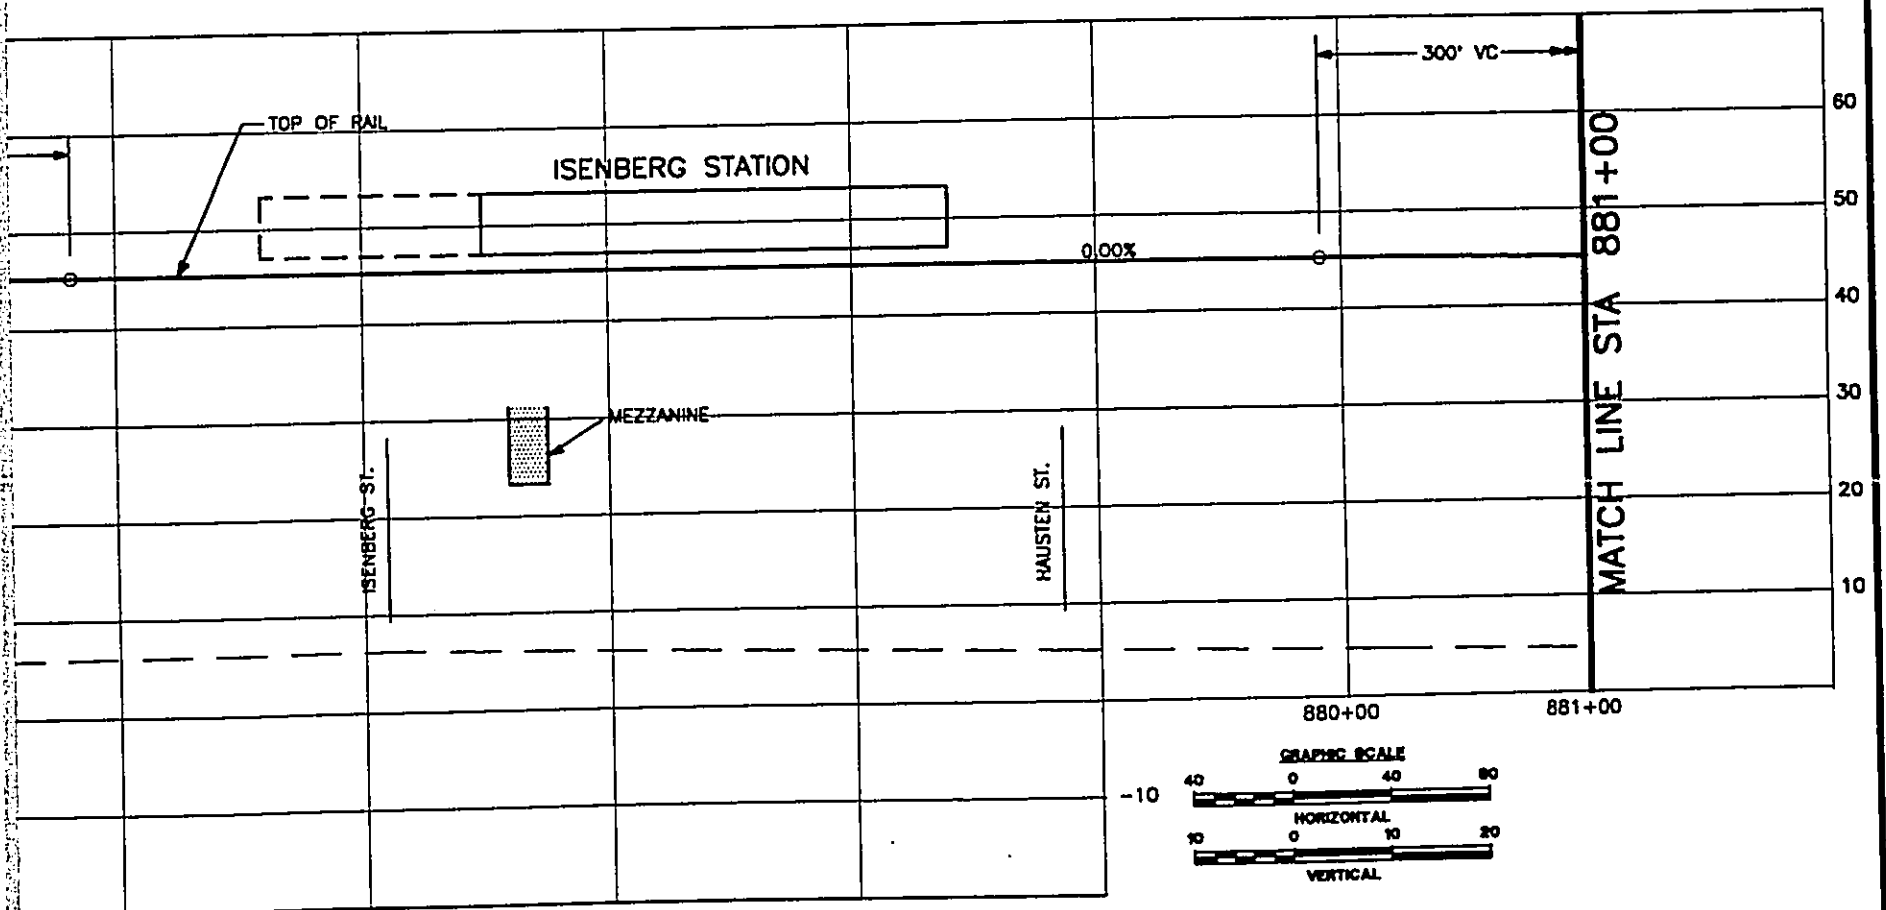 300' VC
60
TOP OF RAIL
ISENBERG STATION
50
0.00%
40
MATCH LINE STA 881+00
30
MEZZANINE
ISENBERG ST.
HAUSTEN ST.
20
10
880+00
881+00
-10
GRAPHIC SCALE
40 0 40 80
HORIZONTAL
10 0 10 20
VERTICAL